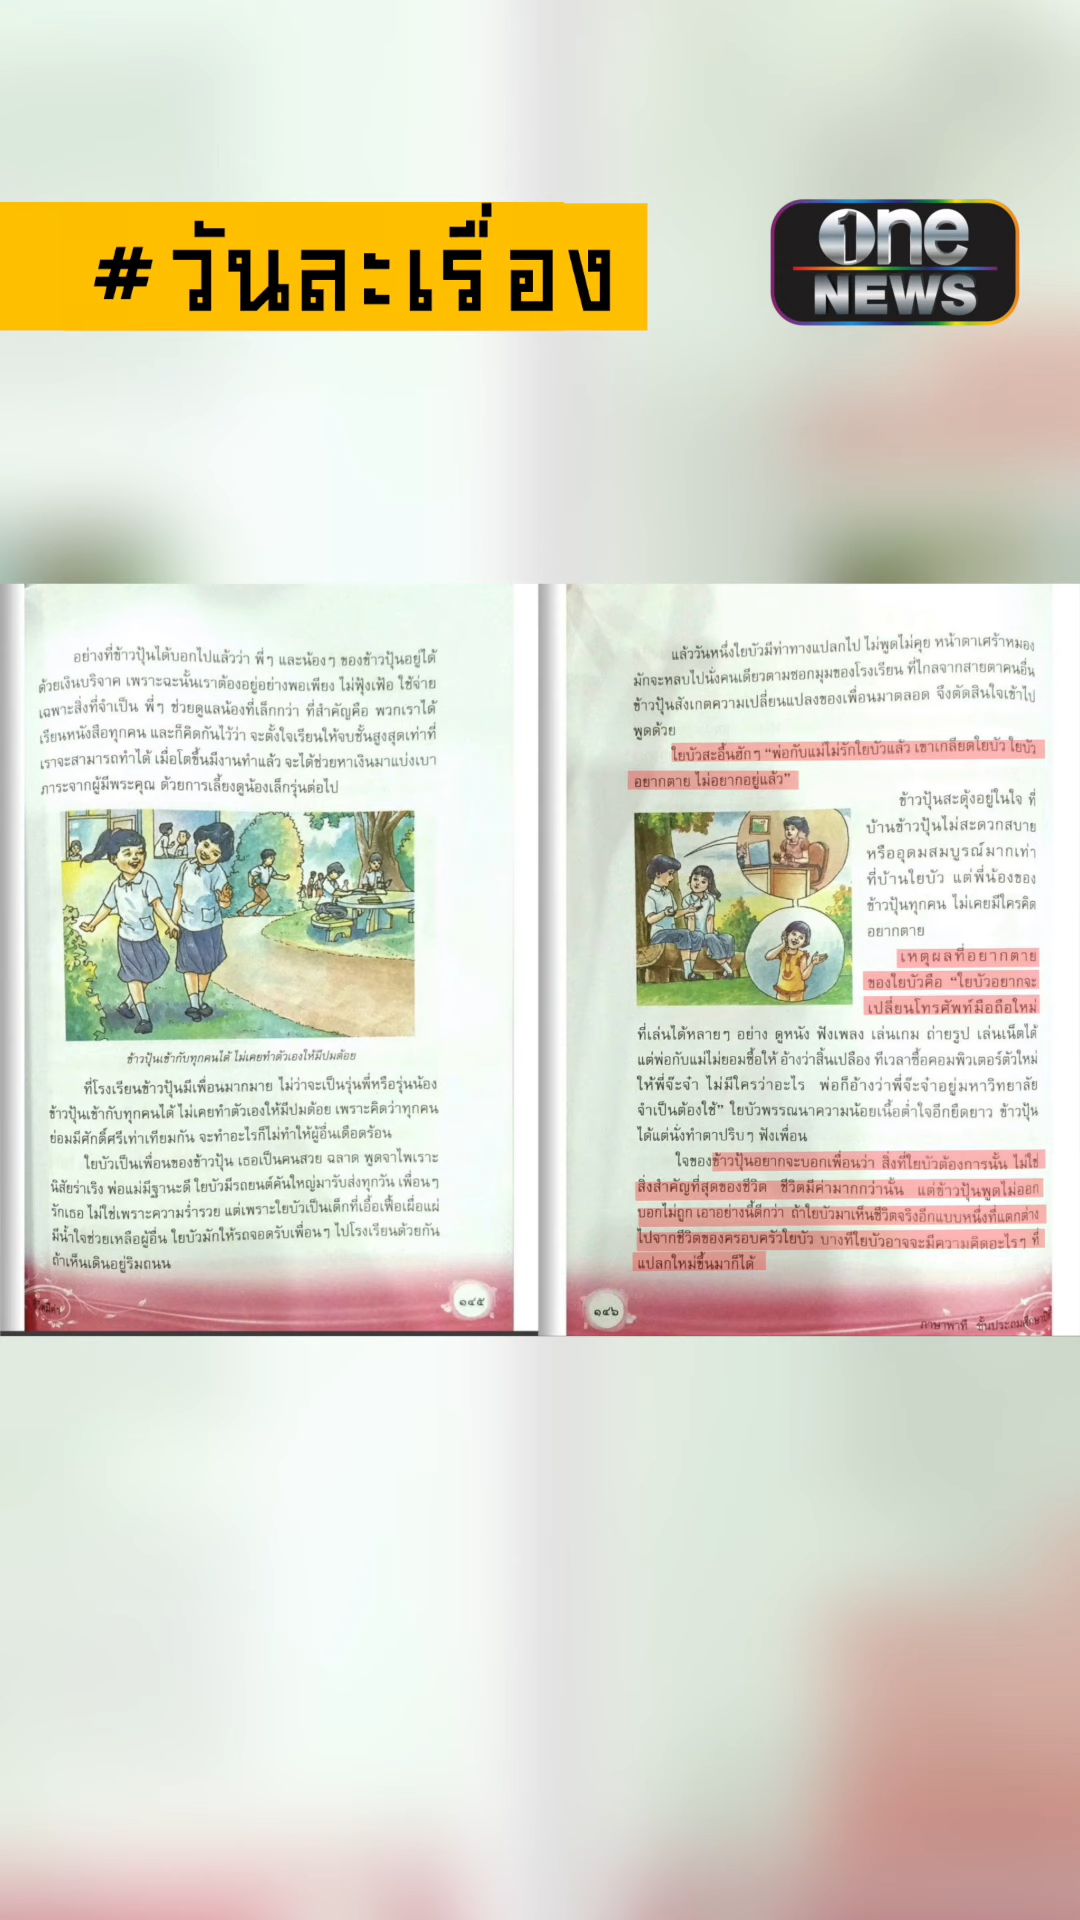 #วันละเรื่อง
one
NEWS
อย่างที่ข้าวปุ้นได้บอกไปแล้วว่า พี่ๆ และน้องๆ ของข้าวปุ้นอยู่ได้
ด้วยเงินบริจาค เพราะฉะนั้นเราต้องอยู่อย่างพอเพียง ไม่ฟุ้งเฟ้อ ใช้จ่าย
เฉพาะสิ่งที่จำเป็น พี่ๆ ช่วยดูแลน้องที่เล็กกว่า ที่สำคัญคือ พวกเราได้
เรียนหนังสือทุกคน และก็คิดกันไว้ว่า จะตั้งใจเรียนให้จบชั้นสูงสุดเท่าที่
เราจะสามารถทำได้ เมื่อโตขึ้นมีงานทำแล้ว จะได้ช่วยหาเงินมาแบ่งเบา
ภาระจากผู้มีพระคุณ ด้วยการเลี้ยงดูน้องเล็กรุ่นต่อไป
ข้าวปุ้นเข้ากับทุกคนได้ ไม่เคยทำตัวเองให้มีปมด้อย
ที่โรงเรียนข้าวปุ้นมีเพื่อนมากมาย ไม่ว่าจะเป็นรุ่นพี่หรือรุ่นน้อง
ข้าวปุ้นเข้ากับทุกคนได้ ไม่เคยทำตัวเองให้มีปมด้อย เพราะคิดว่าทุกคน
ย่อมมีศักดิ์ศรีเท่าเทียมกัน จะทำอะไรก็ไม่ทำให้ผู้อื่นเดือดร้อน
ใยบัวเป็นเพื่อนของข้าวปุ้น เธอเป็นคนสวย ฉลาด พูดจาไพเราะ
นิสัยร่าเริง พ่อแม่มีฐานะดี ใยบัวมีรถยนต์คันใหญ่มารับส่งทุกวัน เพื่อนๆ
รักเธอ ไม่ใช่เพราะความร่ำรวย แต่เพราะใยบัวเป็นเด็กที่เอื้อเฟื้อเผื่อแผ่
มีน้ำใจช่วยเหลือผู้อื่น ใยบัวมักให้รถจอดรับเพื่อนๆ ไปโรงเรียนด้วยกัน
ถ้าเห็นเดินอยู่ริมถนน
๑๔๕
แล้ววันหนึ่งใยบัวมีท่าทางแปลกไป ไม่พูดไม่คุย หน้าตาเศร้าหมอง
มักจะหลบไปนั่งคนเดียวตามซอกมุมของโรงเรียน ที่ไกลจากสายตาคนอื่น
ข้าวปุ้นสังเกตความเปลี่ยนแปลงของเพื่อนมาตลอด จึงตัดสินใจเข้าไป
พูดด้วย
ใยบัวสะอื้นฮักๆ “พ่อกับแม่ไม่รักใยบัวแล้ว เขาเกลียดใยบัว ใยบัว
อยากตาย ไม่อยากอยู่แล้ว”
ข้าวปุ้นสะดุ้งอยู่ในใจ ที่
บ้านข้าวปุ้นไม่สะดวกสบาย
หรืออุดมสมบูรณ์มากเท่า
ที่บ้านใยบัว แต่พี่น้องของ
ข้าวปุ้นทุกคน ไม่เคยมีใครคิด
อยากตาย
เหตุผลที่อยากตาย
ของใยบัวคือ “ใยบัวอยากจะ
เปลี่ยนโทรศัพท์มือถือใหม่
ที่เล่นได้หลายๆ อย่าง ดูหนัง ฟังเพลง เล่นเกม ถ่ายรูป เล่นเน็ตได้
แต่พ่อกับแม่ไม่ยอมซื้อให้ อ้างว่าสิ้นเปลือง ทีเวลาซื้อคอมพิวเตอร์ตัวใหม่
ให้พี่จ๊ะจ๋า ไม่มีใครว่าอะไร พ่อก็อ้างว่าพี่จ๊ะจ๋าอยู่มหาวิทยาลัย
จำเป็นต้องใช้” ใยบัวพรรณนาความน้อยเนื้อต่ำใจอีกยืดยาว ข้าวปุ้น
ได้แต่นั่งทำตาปริบๆ ฟังเพื่อน
ใจของข้าวปุ้นอยากจะบอกเพื่อนว่า สิ่งที่ใยบัวต้องการนั้น ไม่ใช่
สิ่งสำคัญที่สุดของชีวิต ชีวิตมีค่ามากกว่านั้น แต่ข้าวปุ้นพูดไม่ออก
บอกไม่ถูก เอาอย่างนี้ดีกว่า ถ้าใยบัวมาเห็นชีวิตจริงอีกแบบหนึ่งที่แตกต่าง
ไปจากชีวิตของครอบครัวใยบัว บางทีใยบัวอาจจะมีความคิดอะไรๆ ที่
แปลกใหม่ขึ้นมาก็ได้
๑๔๖
ภาษาพาที ชั้นประถมศึกษา